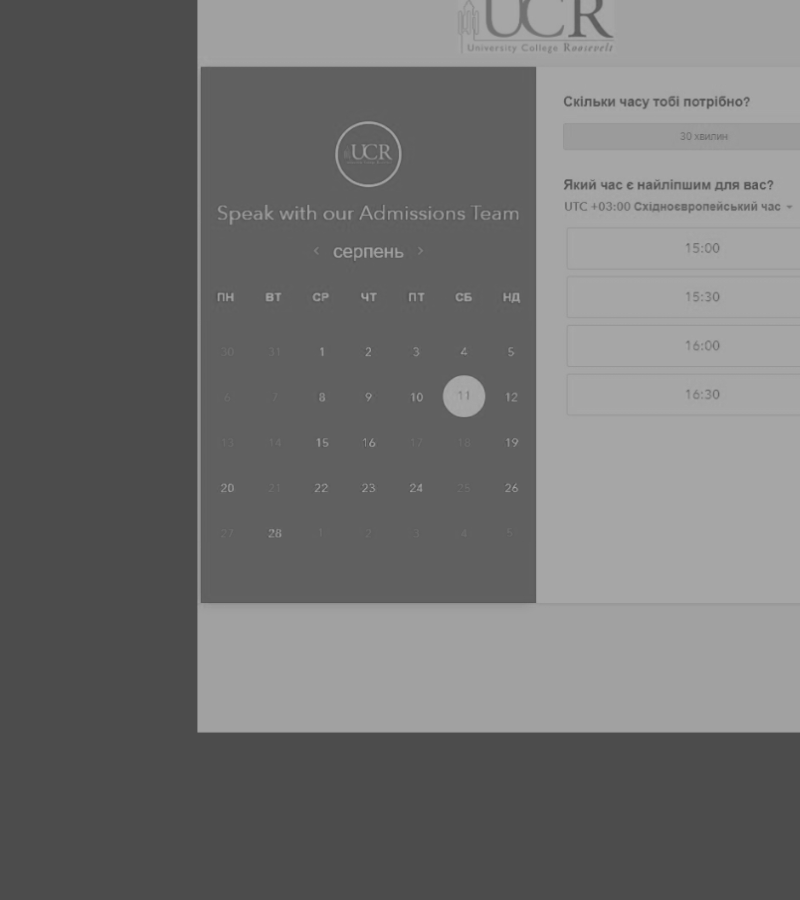 UCR
University College Roosevelt
UCR
Speak with our Admissions Team
‹ серпень ›
ПН ВТ СР ЧТ ПТ СБ НД
30 31 1 2 3 4 5
6 7 8 9 10 11 12
13 14 15 16 17 18 19
20 21 22 23 24 25 26
27 28 1 2 3 4 5
Скільки часу тобі потрібно?
30 хвилин
Який час є найліпшим для вас?
UTC +03:00 Східноєвропейський час
15:00
15:30
16:00
16:30